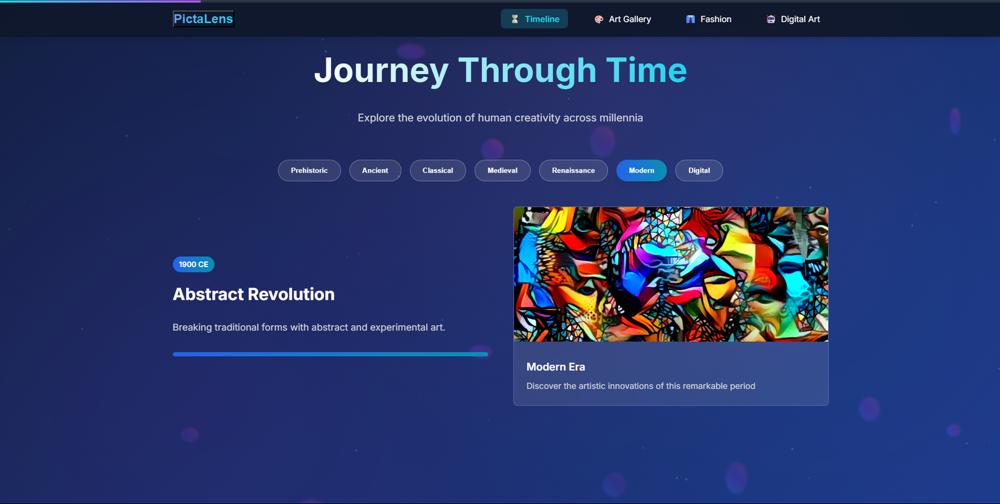 PictaLens
Timeline
Art Gallery
Fashion
Digital Art
Journey Through Time
Explore the evolution of human creativity across millennia
Prehistoric
Ancient
Classical
Medieval
Renaissance
Modern
Digital
1900 CE
Abstract Revolution
Breaking traditional forms with abstract and experimental art.
Modern Era
Discover the artistic innovations of this remarkable period